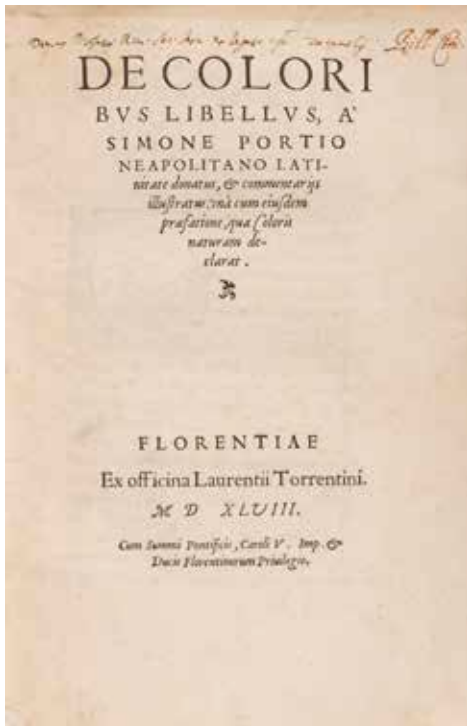 DE COLORI
BVS LIBELLVS, A'
SIMONE PORTIO
NEAPOLITANO LATI-
nitate donatus, & commentarijs
illustratus: unà cum eiusdem
præfatione, qua Coloris
naturam de-
clarat.
FLORENTIAE
Ex officina Laurentii Torrentini.
M D XLVIII.
Cum Summi Pontificis, Caroli V. Imp. &
Ducis Florentinorum Privilegio.